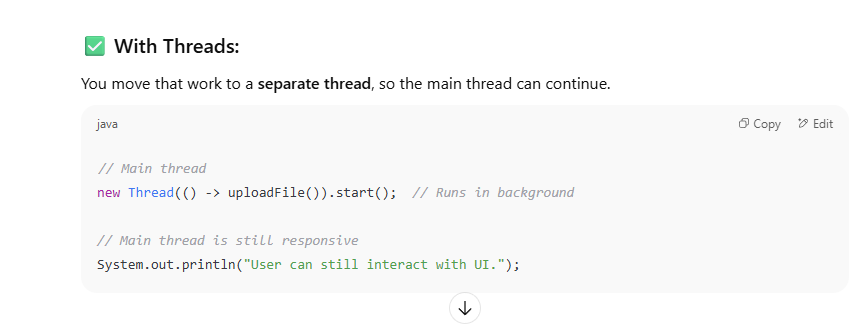 ✅ With Threads:
You move that work to a separate thread, so the main thread can continue.
java
Copy
Edit
// Main thread
new Thread(() -> uploadFile()).start();  // Runs in background
// Main thread is still responsive
System.out.println("User can still interact with UI.");